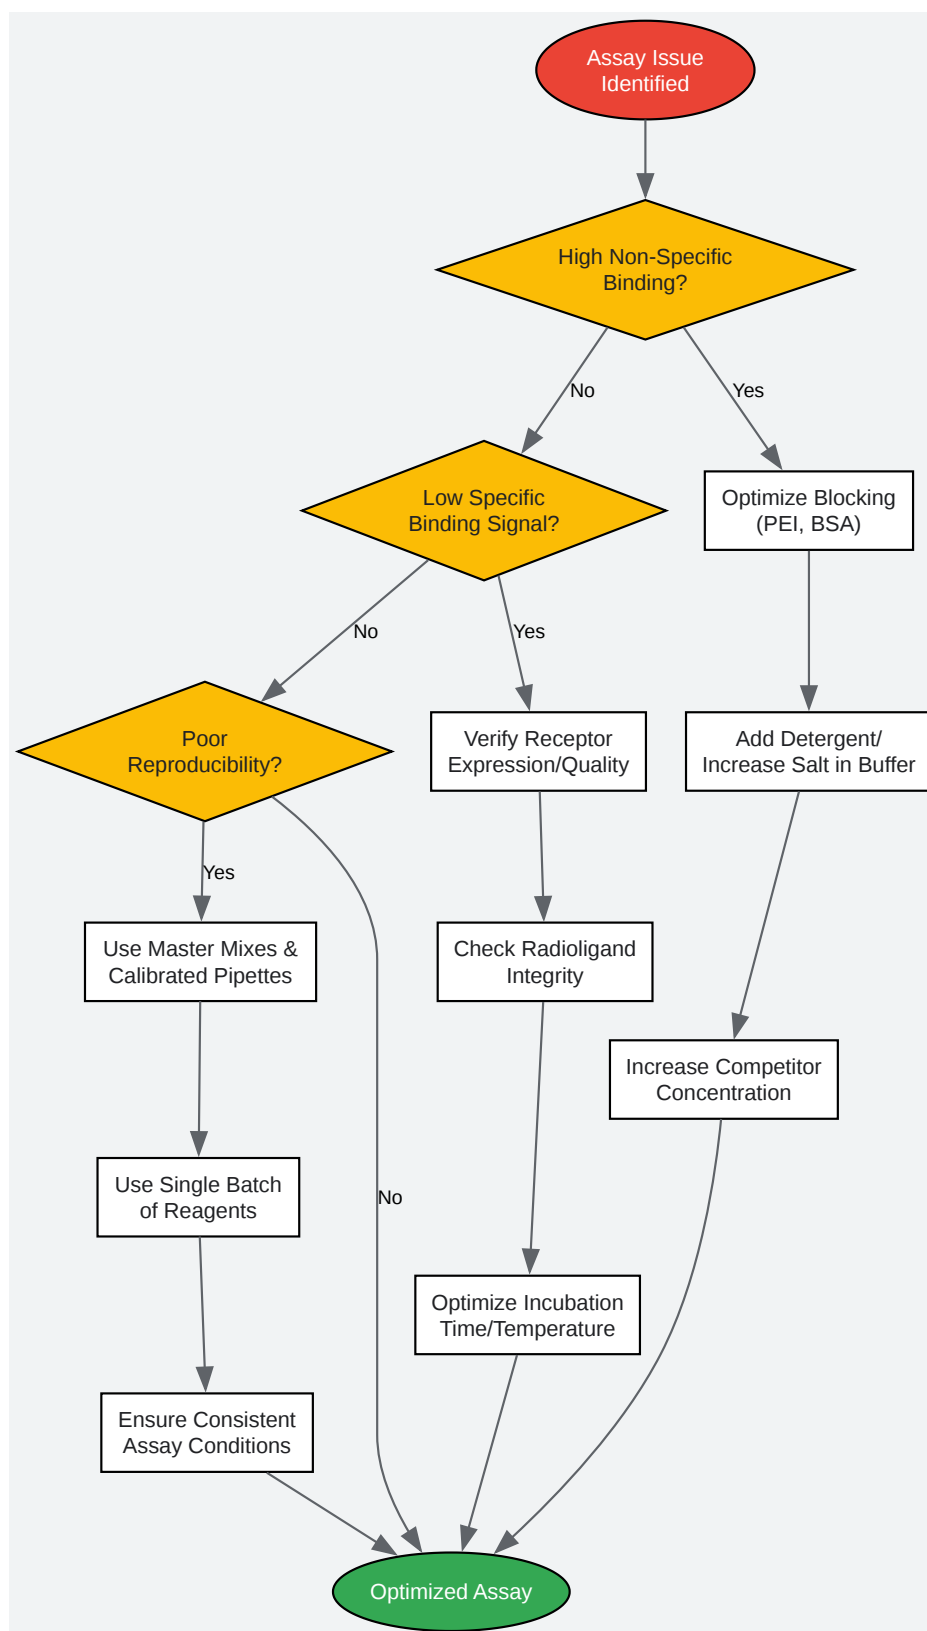 Assay Issue
Identified
High Non-Specific
Binding?
No
Yes
Low Specific
Binding Signal?
Optimize Blocking
(PEI, BSA)
No
Yes
Poor
Reproducibility?
Verify Receptor
Expression/Quality
Add Detergent/
Increase Salt in Buffer
Yes
Use Master Mixes &
Calibrated Pipettes
Check Radioligand
Integrity
Increase Competitor
Concentration
Use Single Batch
of Reagents
No
Optimize Incubation
Time/Temperature
Ensure Consistent
Assay Conditions
Optimized Assay